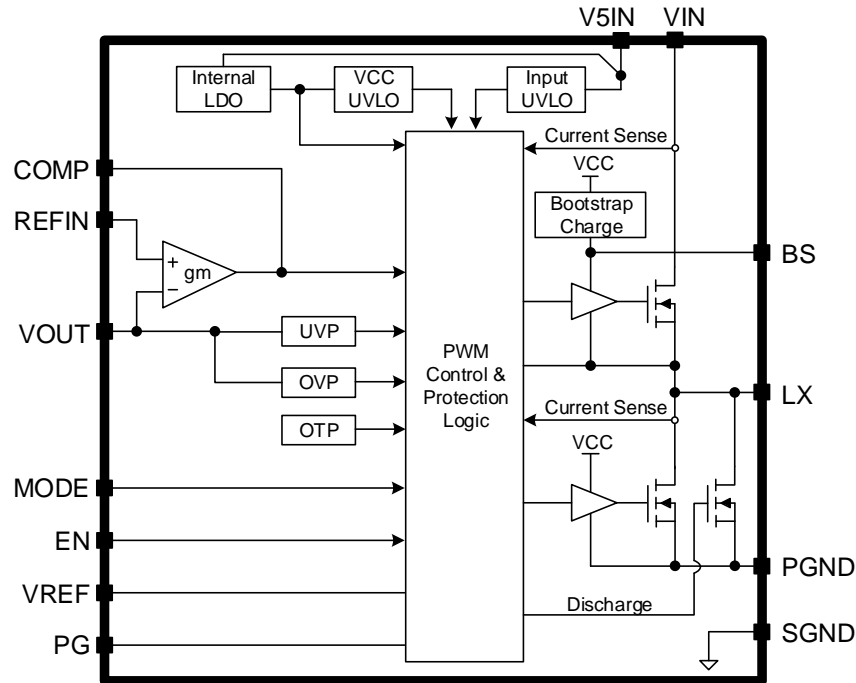 V5IN VIN
Internal
LDO
VCC
UVLO
Input
UVLO
Current Sense
VCC
Bootstrap
Charge
COMP
REFIN
+
gm
−
BS
VOUT
UVP
OVP
OTP
PWM
Control &
Protection
Logic
LX
Current Sense
VCC
MODE
EN
PGND
VREF
Discharge
PG
SGND